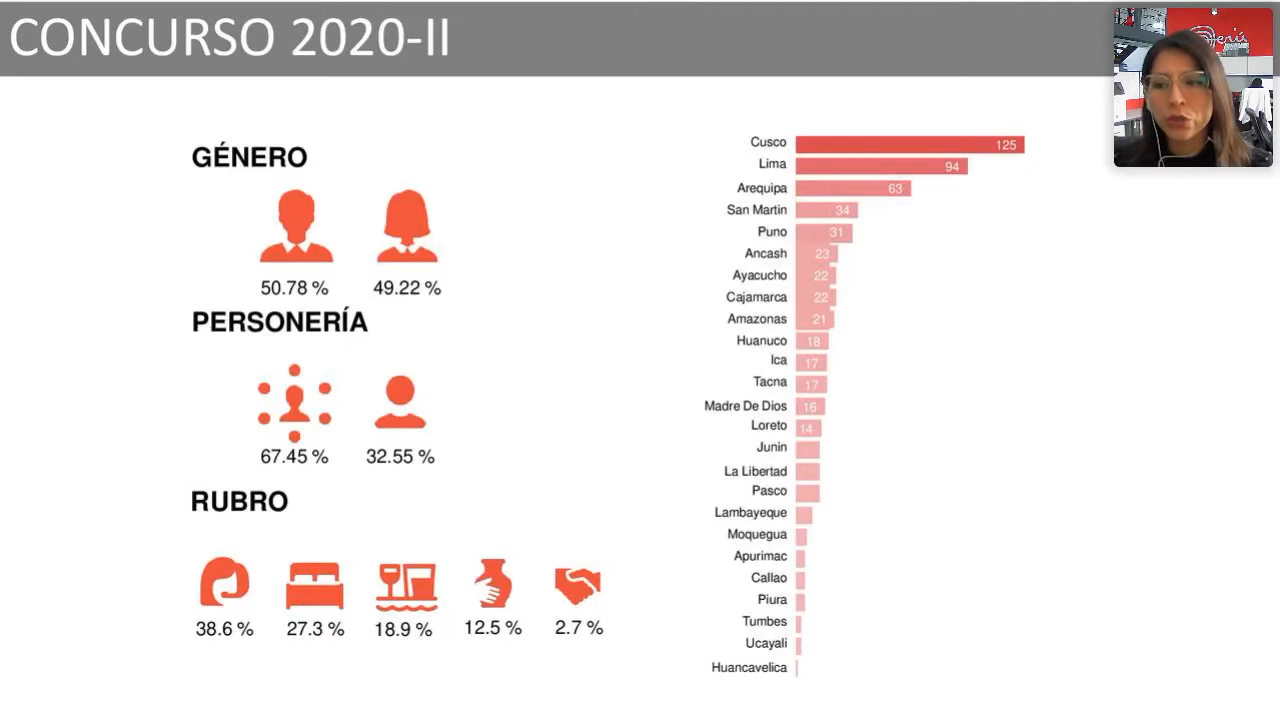 CONCURSO 2020-II
Perú
GÉNERO
50.78 %
49.22 %
PERSONERÍA
67.45 %
32.55 %
RUBRO
38.6 %
27.3 %
18.9 %
12.5 %
2.7 %
Cusco 125
Lima 94
Arequipa 63
San Martin 34
Puno 31
Ancash 23
Ayacucho 22
Cajamarca 22
Amazonas 21
Huanuco 18
Ica 17
Tacna 17
Madre De Dios 16
Loreto 14
Junin
La Libertad
Pasco
Lambayeque
Moquegua
Apurimac
Callao
Piura
Tumbes
Ucayali
Huancavelica